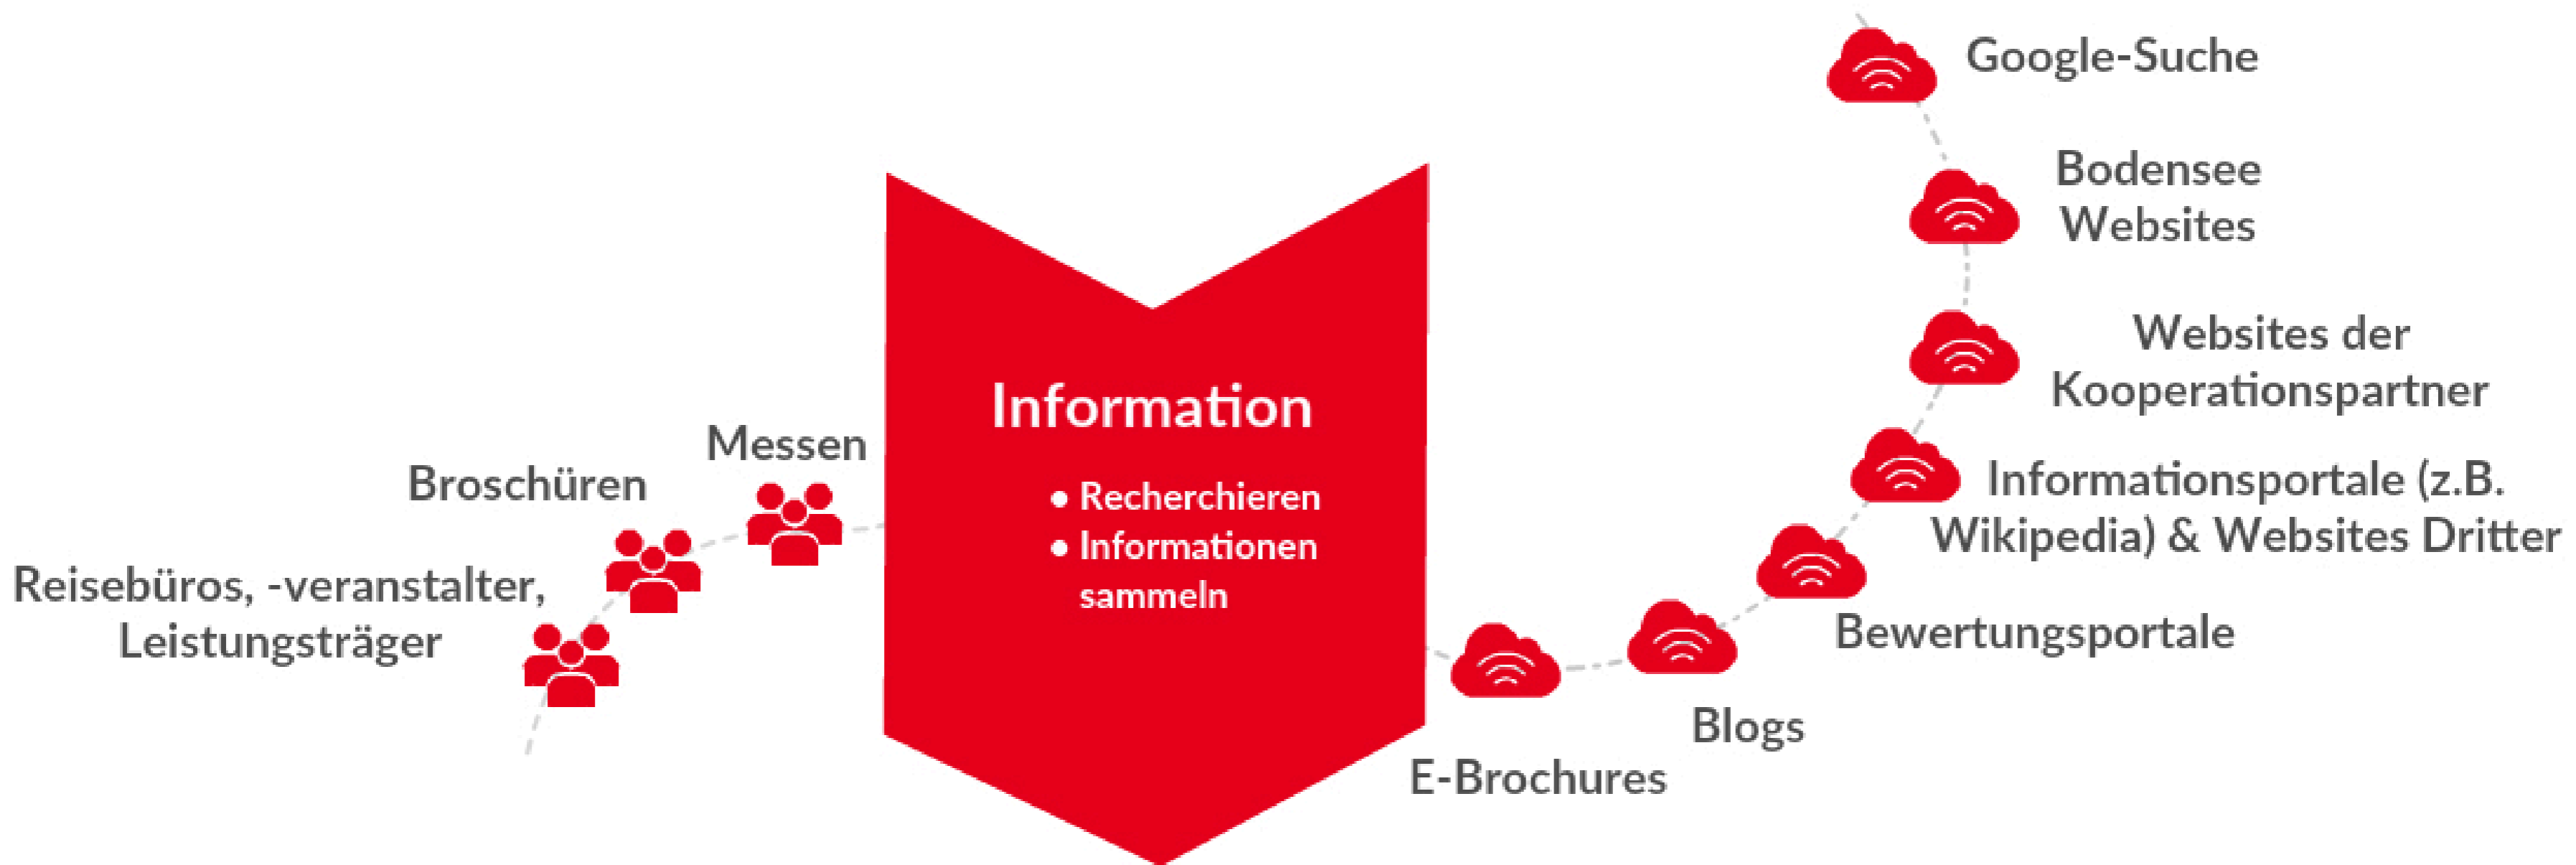 Google-Suche
Bodensee
Websites
Websites der
Kooperationspartner
Informationsportale (z.B.
Wikipedia) & Websites Dritter
Bewertungsportale
Blogs
E-Brochures
Information
• Recherchieren
• Informationen
sammeln
Messen
Broschüren
Reisebüros, -veranstalter,
Leistungsträger